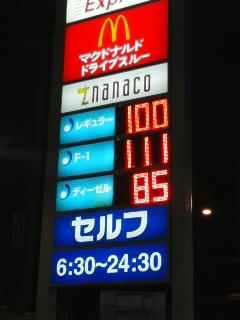 Express
マクドナルド
ドライブスルー
nanaco
レギュラー 100
F-1 111
ディーゼル 85
セルフ
6:30~24:30